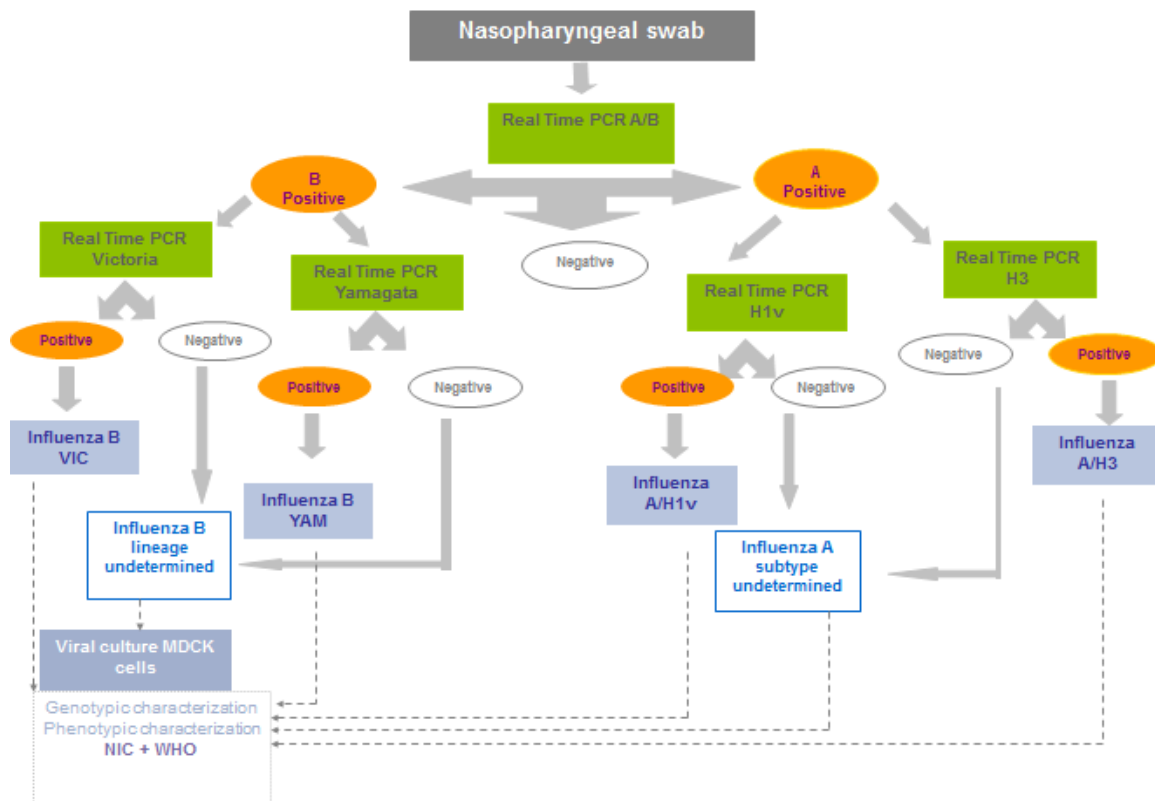 Nasopharyngeal swab
Real Time PCR A/B
B
Positive
A
Positive
Real Time PCR
Victoria
Real Time PCR
Yamagata
Negative
Real Time PCR
H1v
Real Time PCR
H3
Positive
Negative
Positive
Negative
Positive
Negative
Negative
Positive
Influenza B
VIC
Influenza B
YAM
Influenza
A/H1v
Influenza
A/H3
Influenza B
lineage
undetermined
Influenza A
subtype
undetermined
Viral culture MDCK
cells
Genotypic characterization
Phenotypic characterization
NIC + WHO